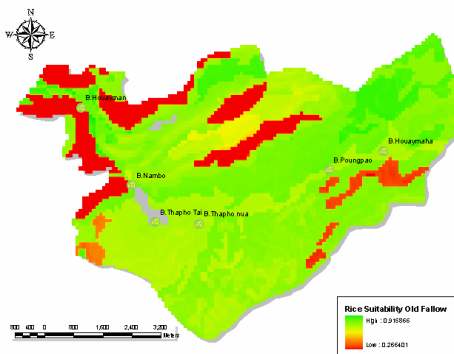 N
W E
S
B.Houayman
B.Houaymaha
B.Poungpao
B.Nambo
B.Thapho Tai
B.Thapho nua
Rice Suitability Old Fallow
High : 0.916866
Low : 0.266401
800 400 0 800 1,600 2,400 3,200
Meters